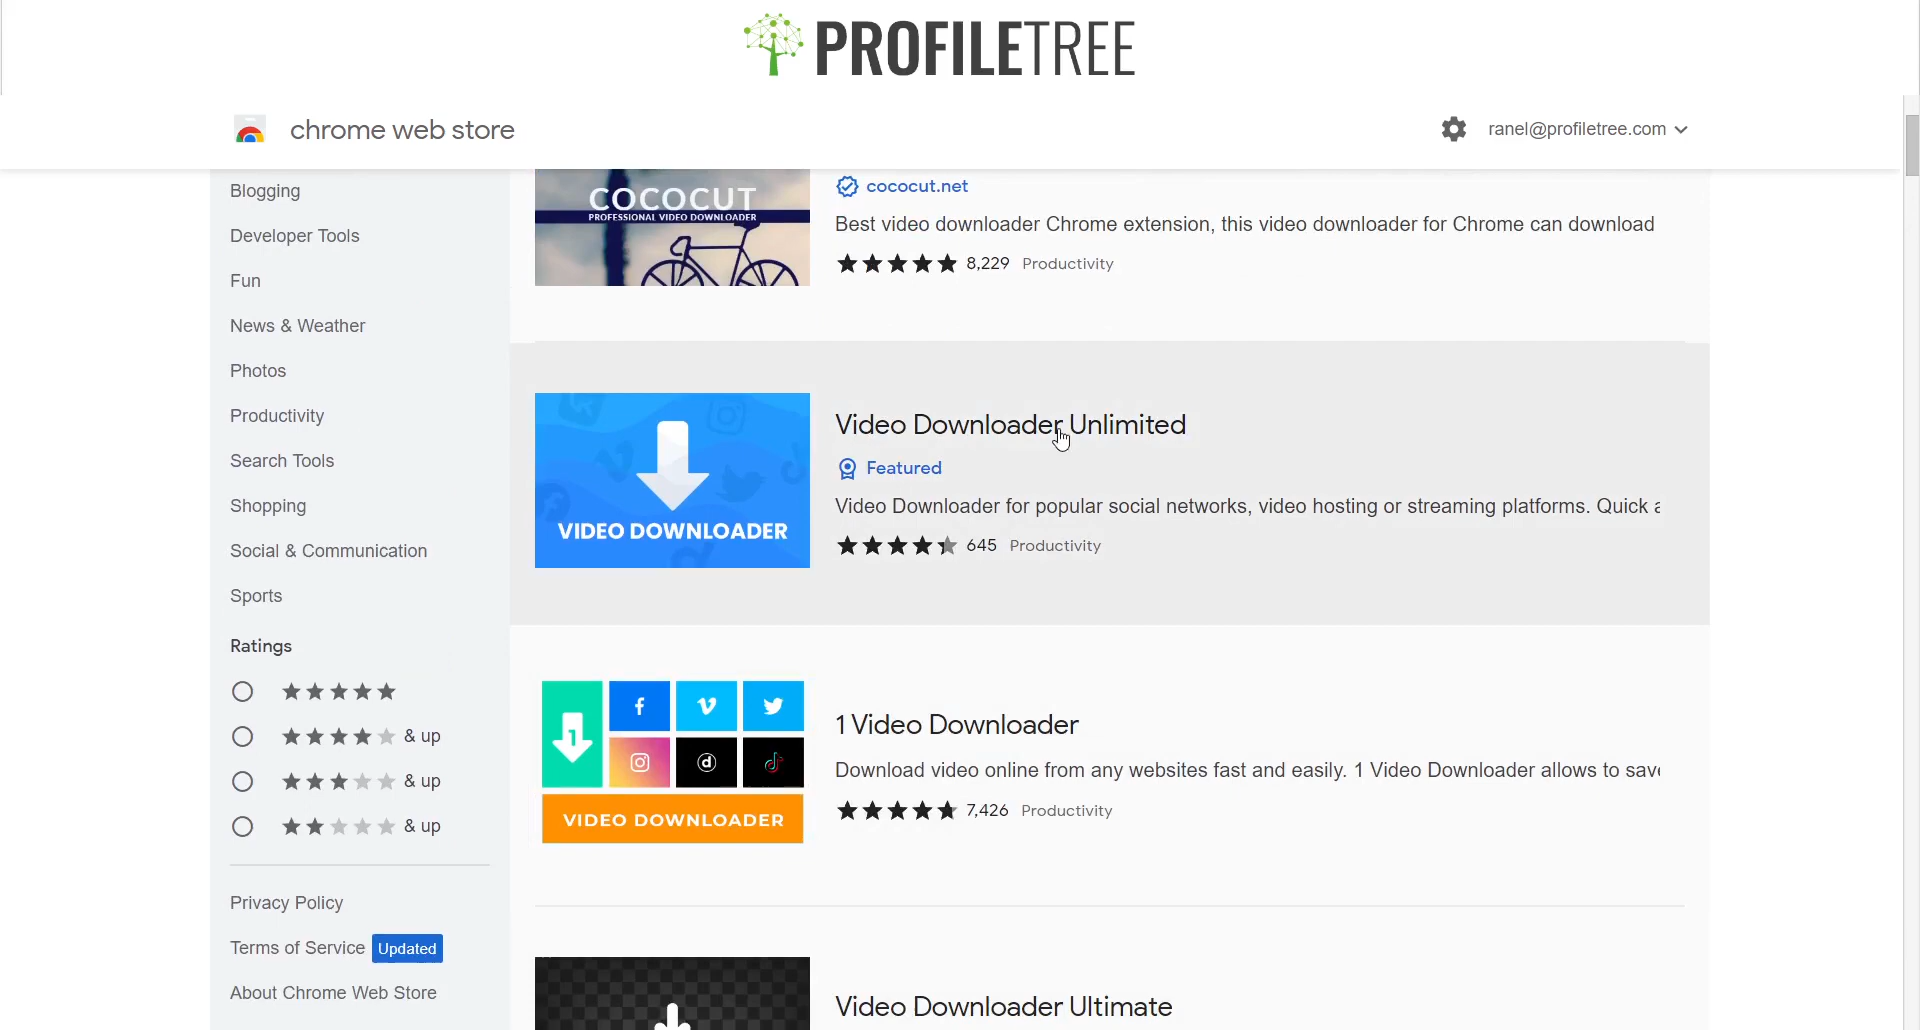 PROFILETREE
chrome web store
ranel@profiletree.com
Blogging
Developer Tools
Fun
News & Weather
Photos
Productivity
Search Tools
Shopping
Social & Communication
Sports
Ratings
& up
& up
& up
Privacy Policy
Terms of Service Updated
About Chrome Web Store
COCOCUT
PROFESSIONAL VIDEO DOWNLOADER
cococut.net
Best video downloader Chrome extension, this video downloader for Chrome can download
8,229 Productivity
VIDEO DOWNLOADER
Video Downloader Unlimited
Featured
Video Downloader for popular social networks, video hosting or streaming platforms. Quick
645 Productivity
1
VIDEO DOWNLOADER
1 Video Downloader
Download video online from any websites fast and easily. 1 Video Downloader allows to
7,426 Productivity
Video Downloader Ultimate